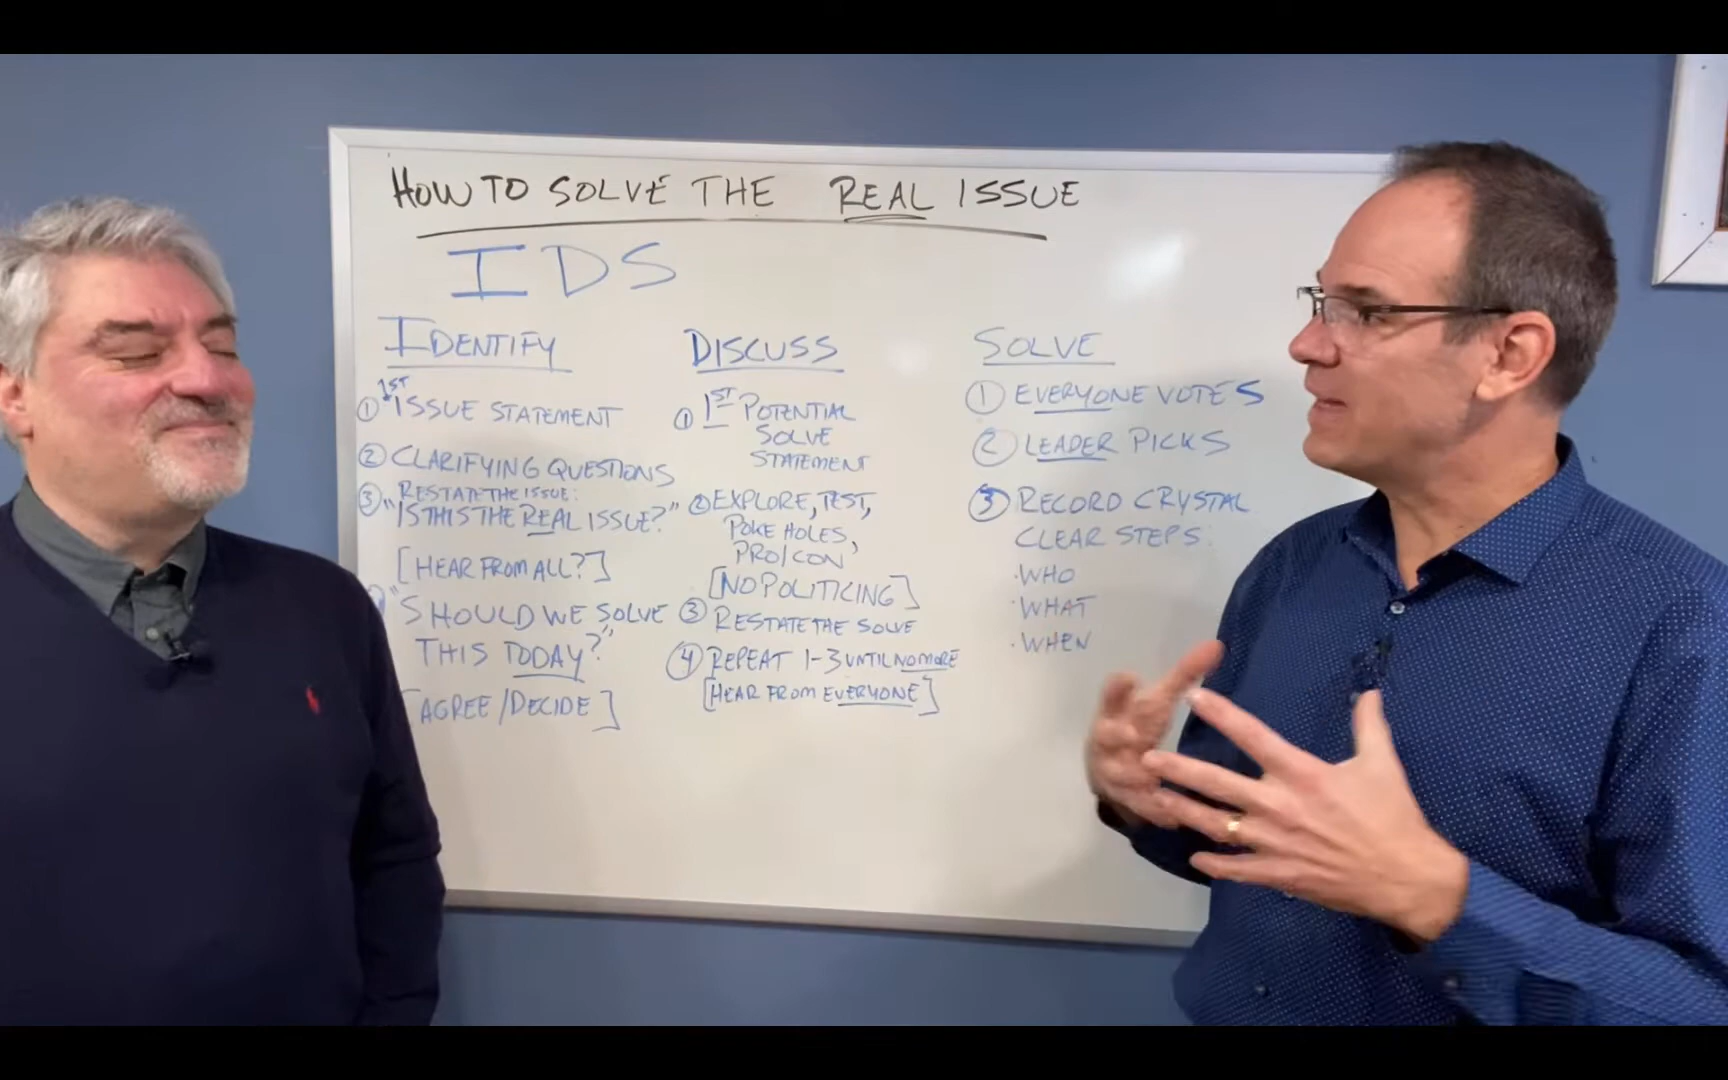 HOW TO SOLVE THE REAL ISSUE
IDS
IDENTIFY
1ST
① ISSUE STATEMENT
② CLARIFYING QUESTIONS
③ RESTATE THE ISSUE:
"IS THIS THE REAL ISSUE?"
[HEAR FROM ALL?]
"SHOULD WE SOLVE
THIS TODAY?"
[AGREE/DECIDE]
DISCUSS
① 1ST POTENTIAL
SOLVE
STATEMENT
② EXPLORE, TEST,
POKE HOLES,
PRO/CON
[NO POLITICING]
③ RESTATE THE SOLVE
④ REPEAT 1-3 UNTIL NO MORE
[HEAR FROM EVERYONE]
SOLVE
① EVERYONE VOTES
② LEADER PICKS
③ RECORD CRYSTAL
CLEAR STEPS:
·WHO
·WHAT
·WHEN